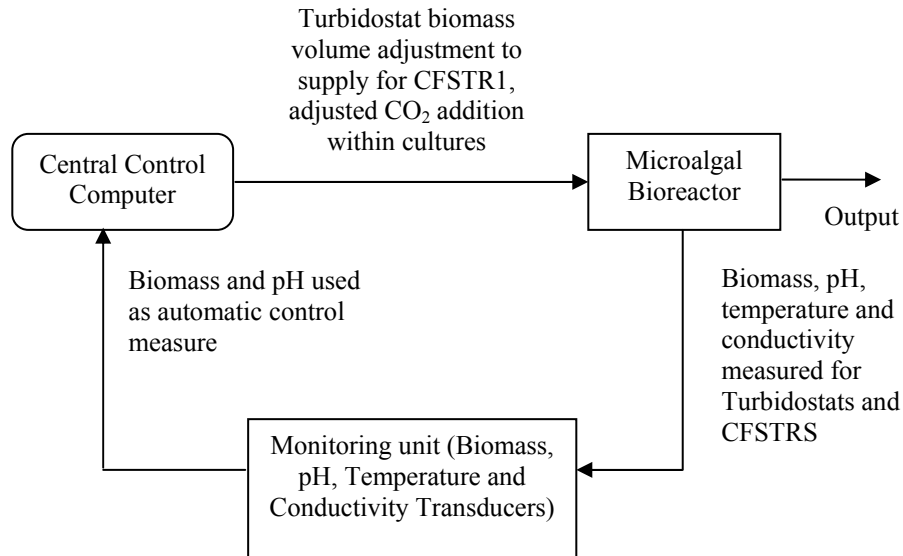 Turbidostat biomass
volume adjustment to
supply for CFSTR1,
adjusted CO₂ addition
within cultures
Central Control
Computer
Microalgal
Bioreactor
Output
Biomass and pH used
as automatic control
measure
Biomass, pH,
temperature and
conductivity
measured for
Turbidostats and
CFSTRS
Monitoring unit (Biomass,
pH, Temperature and
Conductivity Transducers)